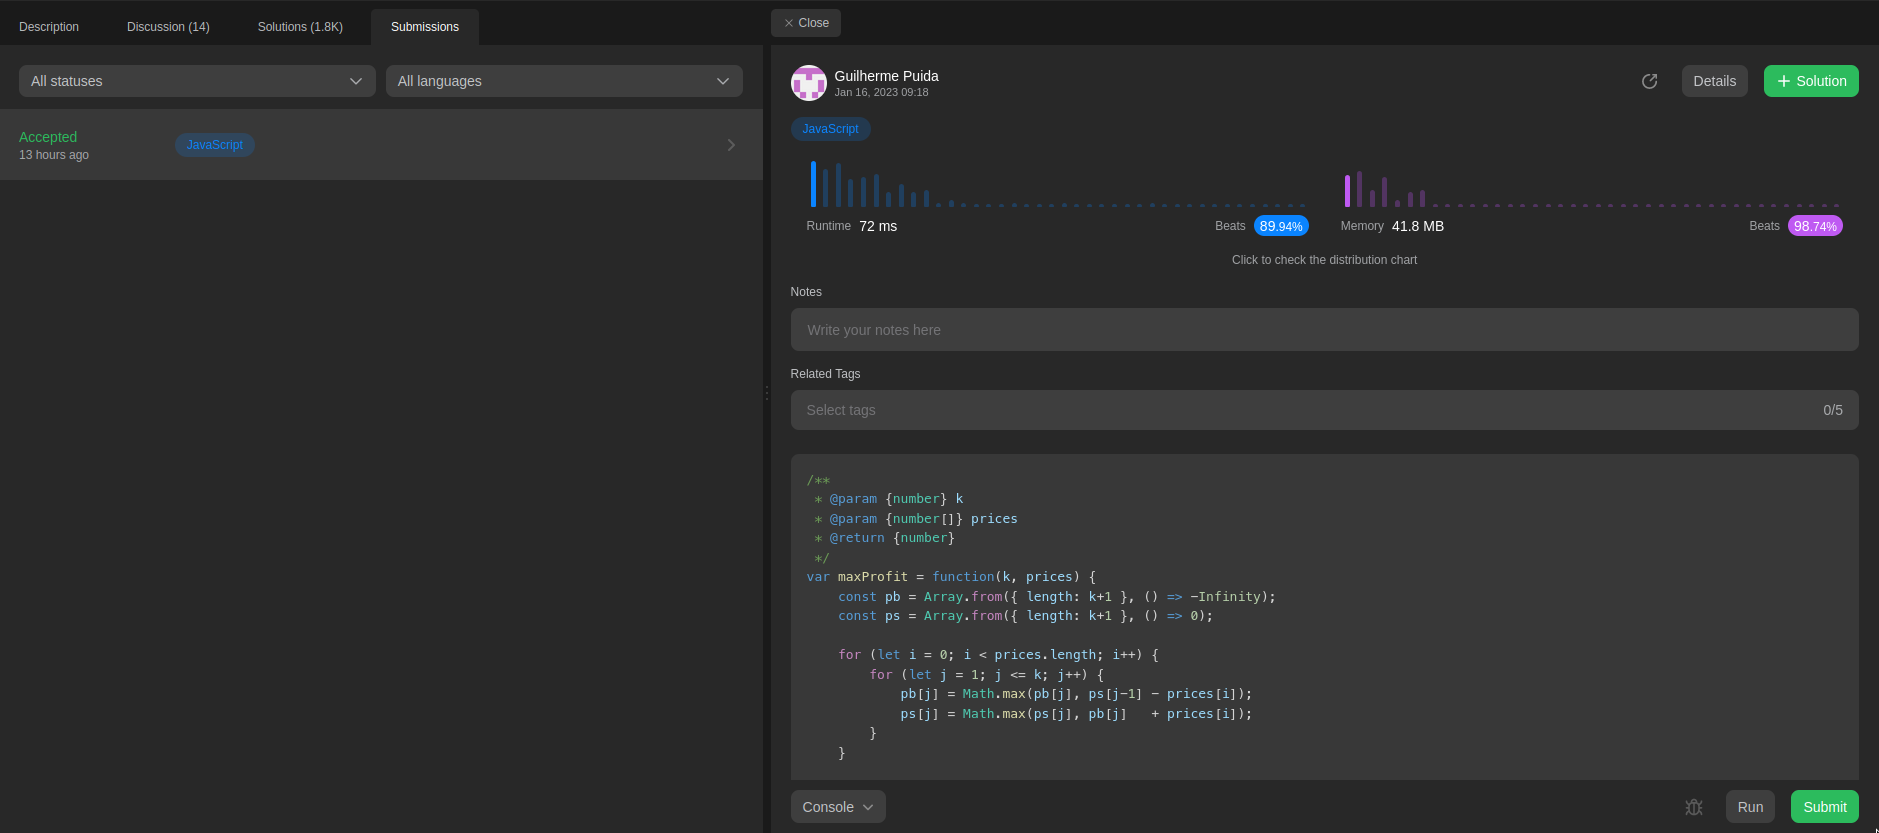 Description Discussion (14) Solutions (1.8K) Submissions
Close
All statuses All languages
Accepted
13 hours ago
JavaScript
Guilherme Puida
Jan 16, 2023 09:18
Details + Solution
JavaScript
Runtime 72 ms Beats 89.94% Memory 41.8 MB Beats 98.74%
Click to check the distribution chart
Notes
Write your notes here
Related Tags
Select tags 0/5
/**
 * @param {number} k
 * @param {number[]} prices
 * @return {number}
 */
var maxProfit = function(k, prices) {
    const pb = Array.from({ length: k+1 }, () => -Infinity);
    const ps = Array.from({ length: k+1 }, () => 0);
    for (let i = 0; i < prices.length; i++) {
        for (let j = 1; j <= k; j++) {
            pb[j] = Math.max(pb[j], ps[j-1] - prices[i]);
            ps[j] = Math.max(ps[j], pb[j]   + prices[i]);
        }
    }
Console Run Submit